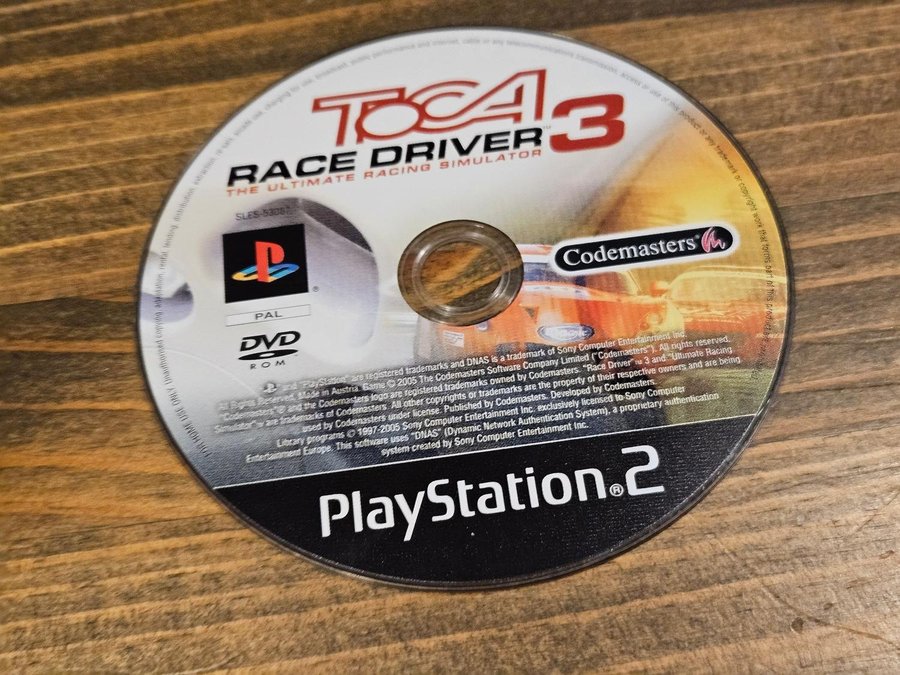 TOCA
RACE DRIVER™ 3
THE ULTIMATE RACING SIMULATOR
SLES-53087
PAL
DVD
ROM
Codemasters
and "PlayStation" are registered trademarks and DNAS is a trademark of Sony Computer Entertainment Inc.
All Rights Reserved. Made in Austria. Game © 2005 The Codemasters Software Company Limited ("Codemasters"). All rights reserved.
"Codemasters"® and the Codemasters logo are registered trademarks owned by Codemasters. "Race Driver"™ 3 and "Ultimate Racing
Simulator"™ are trademarks of Codemasters. All other copyrights or trademarks are the property of their respective owners and are being
used by Codemasters under license. Published by Codemasters. Developed by Codemasters.
Library programs © 1997-2005 Sony Computer Entertainment Inc. exclusively licensed to Sony Computer
Entertainment Europe. This software uses "DNAS" (Dynamic Network Authentication System), a proprietary authentication
system created by Sony Computer Entertainment Inc.
PlayStation®2